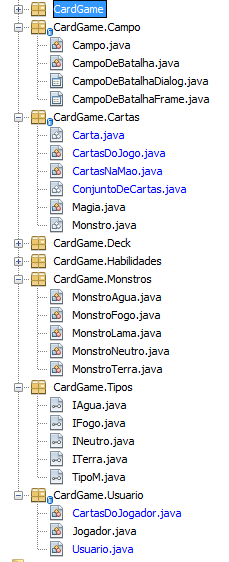 CardGame
CardGame.Campo
Campo.java
CampoDeBatalha.java
CampoDeBatalhaDialog.java
CampoDeBatalhaFrame.java
CardGame.Cartas
Carta.java
CartasDoJogo.java
CartasNaMao.java
ConjuntoDeCartas.java
Magia.java
Monstro.java
CardGame.Deck
CardGame.Habilidades
CardGame.Monstros
MonstroAgua.java
MonstroFogo.java
MonstroLama.java
MonstroNeutro.java
MonstroTerra.java
CardGame.Tipos
IAgua.java
IFogo.java
INeutro.java
ITerra.java
TipoM.java
CardGame.Usuario
CartasDoJogador.java
Jogador.java
Usuario.java